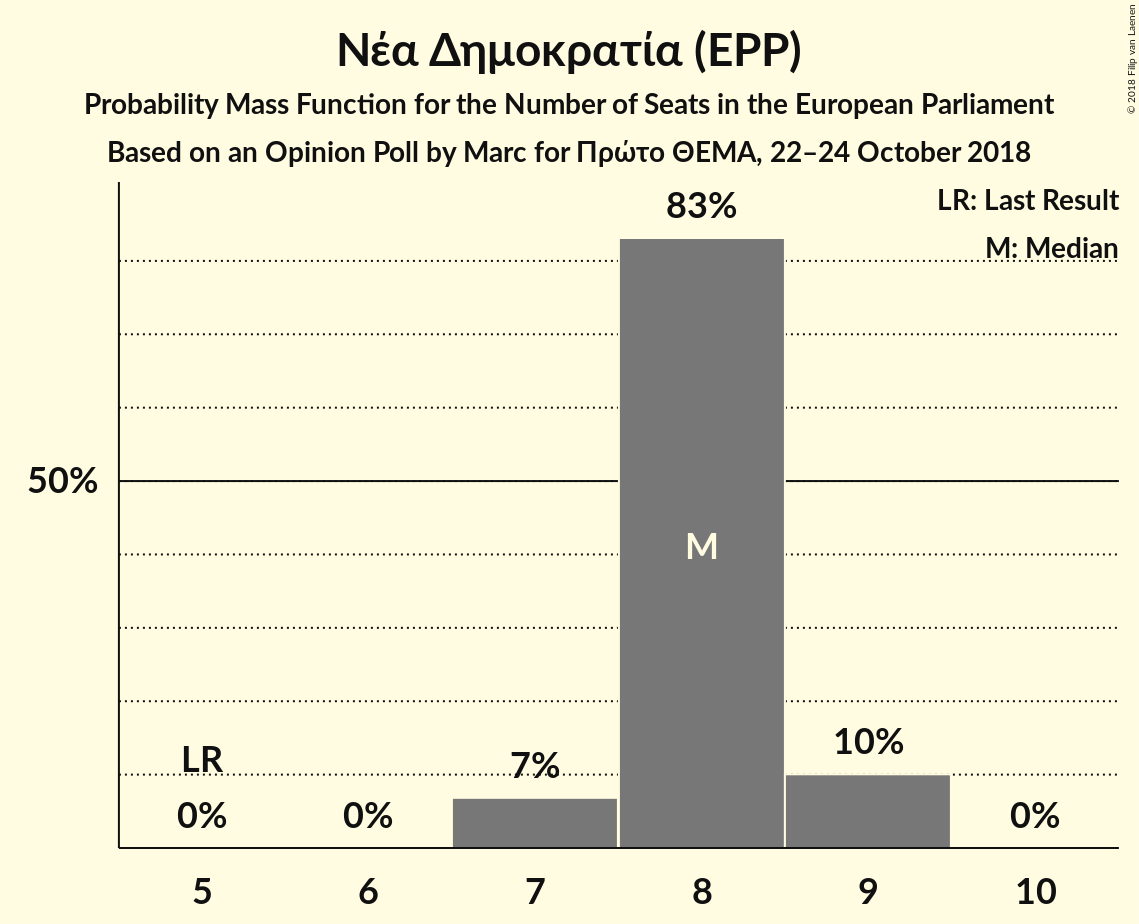 Νέα Δημοκρατία (EPP)
Probability Mass Function for the Number of Seats in the European Parliament
Based on an Opinion Poll by Marc for Πρώτο ΘΕΜΑ, 22–24 October 2018
© 2018 Filip van Laenen
LR: Last Result
M: Median
83%
50%
M
LR
7%
10%
0%
0%
0%
5
6
7
8
9
10